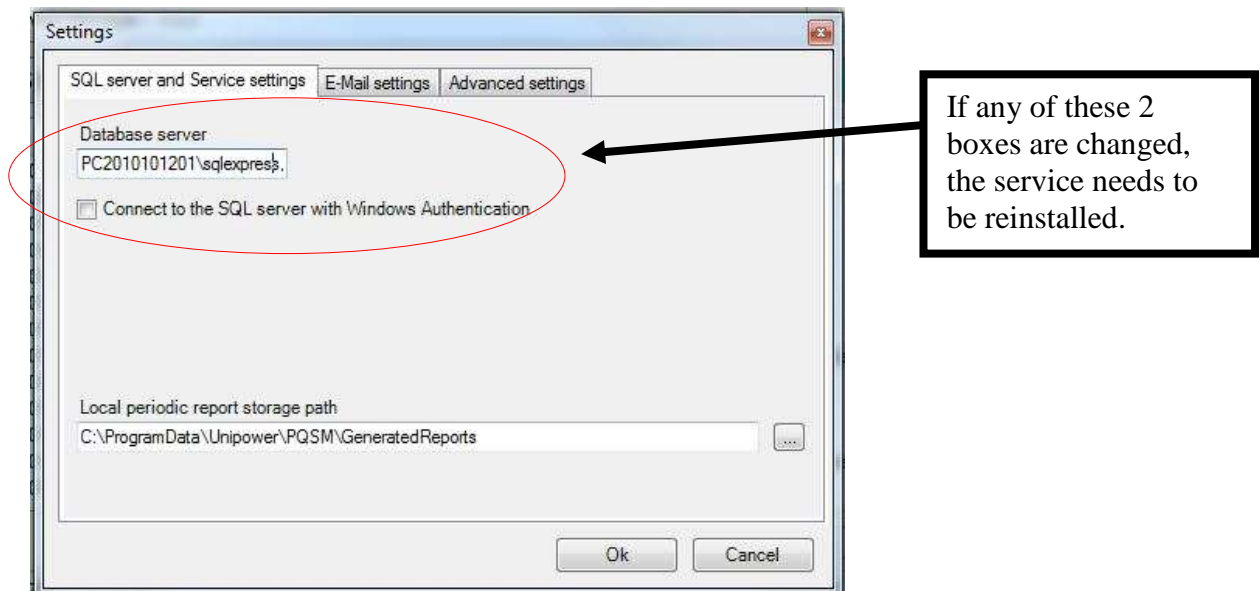 Settings
SQL server and Service settings E-Mail settings Advanced settings
Database server
PC2010101201\sqlexpress,
Connect to the SQL server with Windows Authentication
Local periodic report storage path
C:\ProgramData\Unipower\PQSM\GeneratedReports
...
Ok Cancel
If any of these 2
boxes are changed,
the service needs to
be reinstalled.